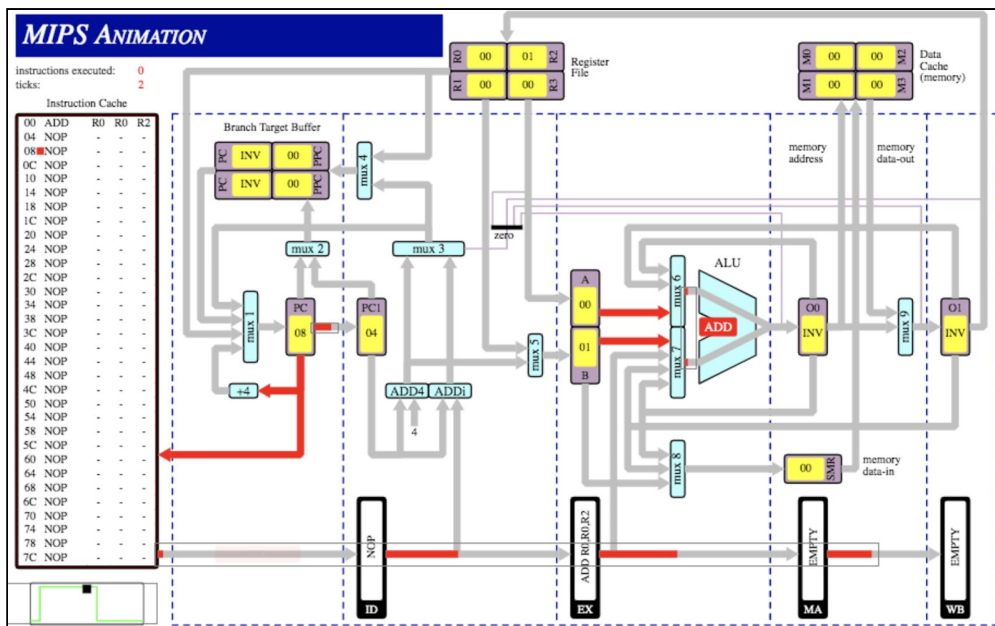 MIPS ANIMATION
instructions executed: 0
ticks: 2
Instruction Cache
00 ADD R0 R0 R2
04 NOP - - -
08 NOP - - -
0C NOP - - -
10 NOP - - -
14 NOP - - -
18 NOP - - -
1C NOP - - -
20 NOP - - -
24 NOP - - -
28 NOP - - -
2C NOP - - -
30 NOP - - -
34 NOP - - -
38 NOP - - -
3C NOP - - -
40 NOP - - -
44 NOP - - -
48 NOP - - -
4C NOP - - -
50 NOP - - -
54 NOP - - -
58 NOP - - -
5C NOP - - -
60 NOP - - -
64 NOP - - -
68 NOP - - -
6C NOP - - -
70 NOP - - -
74 NOP - - -
78 NOP - - -
7C NOP - - -
R0 00 01 R2
R1 00 00 R3
Register
File
M0 00 00 M2
M1 00 00 M3
Data
Cache
(memory)
Branch Target Buffer
PC INV 00 PPC
PC INV 00 PPC
mux 4
memory
address
memory
data-out
zero
mux 2
mux 3
ALU
mux 1
PC
08
PC1
04
A
00
01
B
mux 5
mux 6
mux 7
ADD
O0
INV
mux 9
O1
INV
+4
ADD4
ADDi
4
mux 8
00 SMR
memory
data-in
NOP
ID
ADD R0,R0,R2
EX
EMPTY
MA
EMPTY
WB